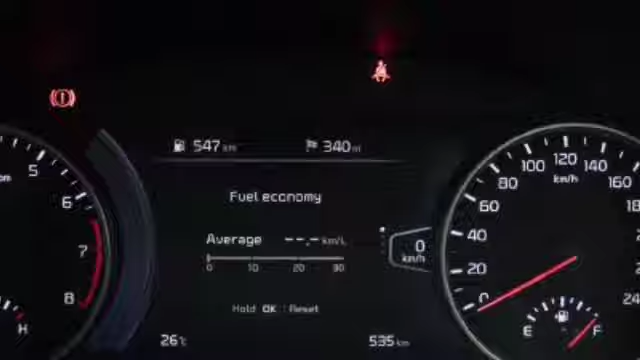 547 km 340 m
Fuel economy
Average --.- km/L
0 10 20 30
Hold OK : Reset
26℃ 535 km
0
km/h
5
6
7
8
H
0
20
40
60
80
100
120
140
160
km/h
E F